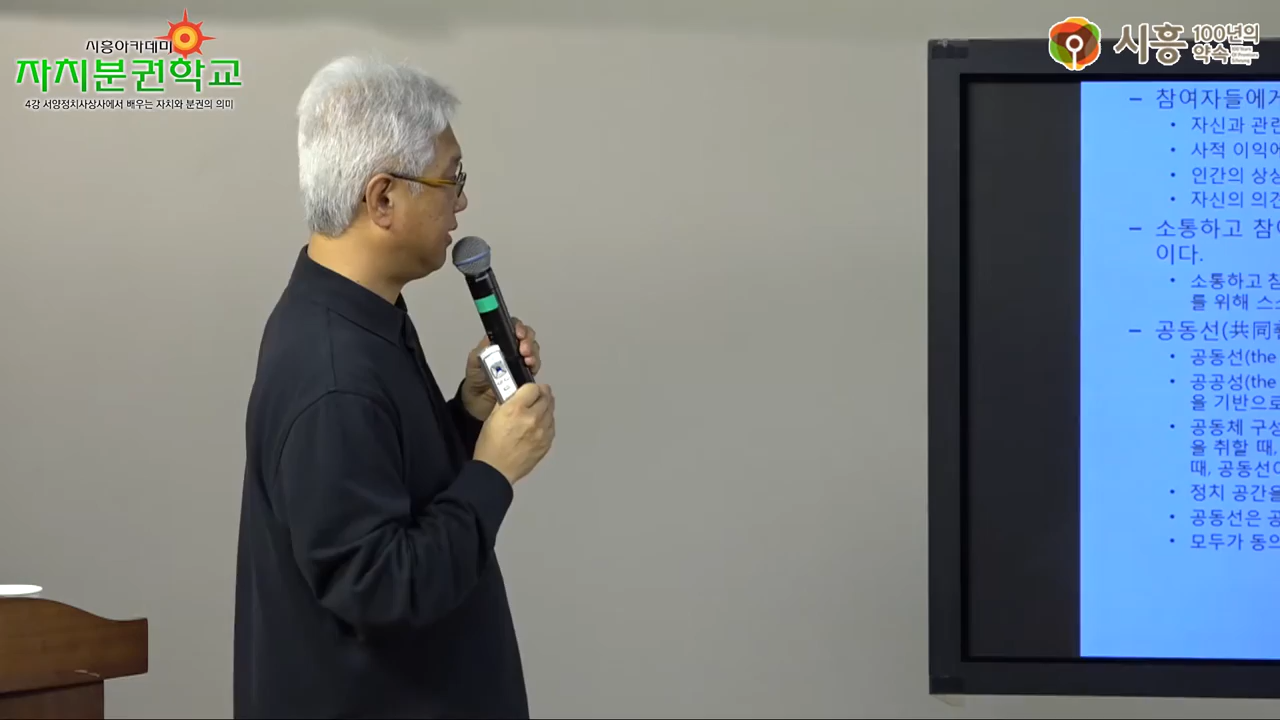 시흥아카데미
자치분권학교
4강 서양정치사상사에서 배우는 자치와 분권의 의미
시흥 100년의
약속
– 참여자들에게
• 자신과 관련
• 사적 이익에
• 인간의 상상
• 자신의 의견
– 소통하고 참여
이다.
• 소통하고 참
를 위해 스스
– 공동선(共同善
• 공동선(the
• 공공성(the
을 기반으로
• 공동체 구성
을 취할 때,
때, 공동선이
• 정치 공간을
• 공동선은 공
모두가 동의